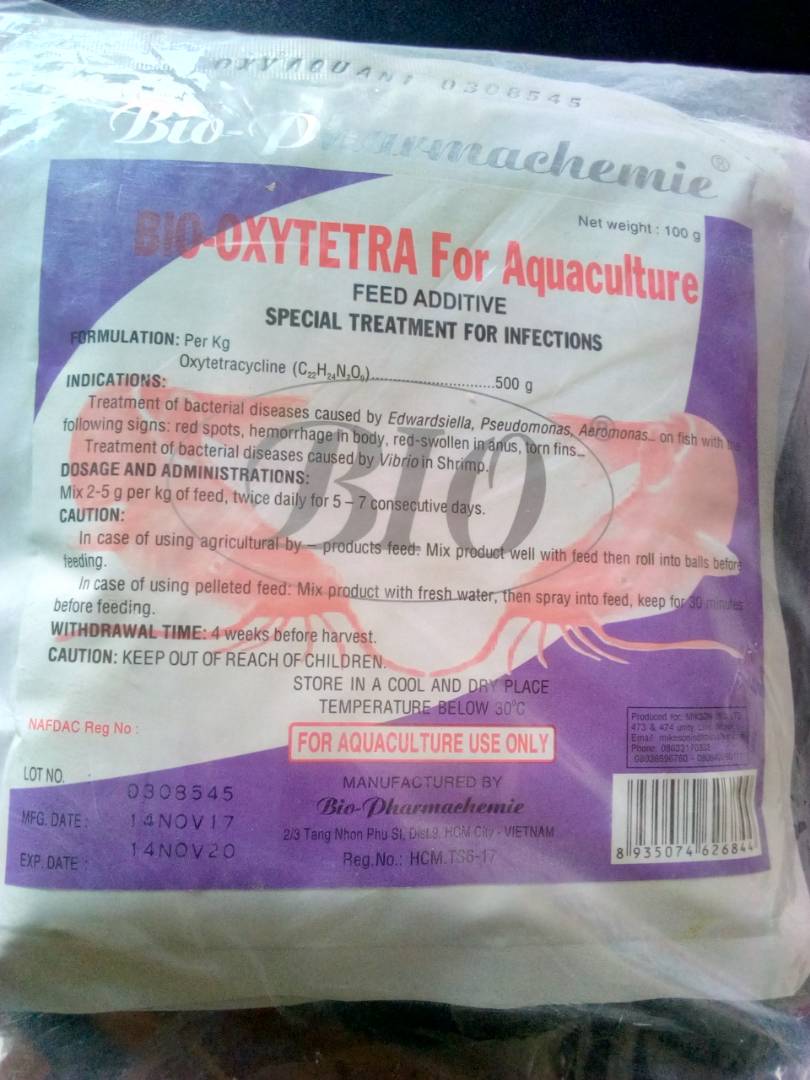 OXYAQUANT 0308545
Bio-Pharmachemie®
Net weight : 100 g
BIO-OXYTETRA For Aquaculture
FEED ADDITIVE
SPECIAL TREATMENT FOR INFECTIONS
FORMULATION: Per Kg
Oxytetracycline (C₂₂H₂₄N₂O₉)..............................500 g
INDICATIONS:
Treatment of bacterial diseases caused by Edwardsiella, Pseudomonas, Aeromonas... on fish with the
following signs: red spots, hemorrhage in body, red-swollen in anus, torn fins...
Treatment of bacterial diseases caused by Vibrio in Shrimp.
DOSAGE AND ADMINISTRATIONS:
Mix 2-5 g per kg of feed, twice daily for 5 – 7 consecutive days.
CAUTION:
In case of using agricultural by – products feed: Mix product well with feed then roll into balls before
feeding.
In case of using pelleted feed: Mix product with fresh water, then spray into feed, keep for 30 minutes
before feeding.
BIO®
WITHDRAWAL TIME: 4 weeks before harvest.
CAUTION: KEEP OUT OF REACH OF CHILDREN.
STORE IN A COOL AND DRY PLACE
TEMPERATURE BELOW 30°C
NAFDAC Reg No :
FOR AQUACULTURE USE ONLY
Produced for:
473 & 474
Email:
Phone:
LOT NO. 0308545
MFG. DATE : 14NOV17
EXP. DATE : 14NOV20
MANUFACTURED BY
Bio-Pharmachemie
2/3 Tang Nhon Phu St, Dist.9, HCM City - VIETNAM
Reg.No.: HCM.TS6-17
8 935074 626844